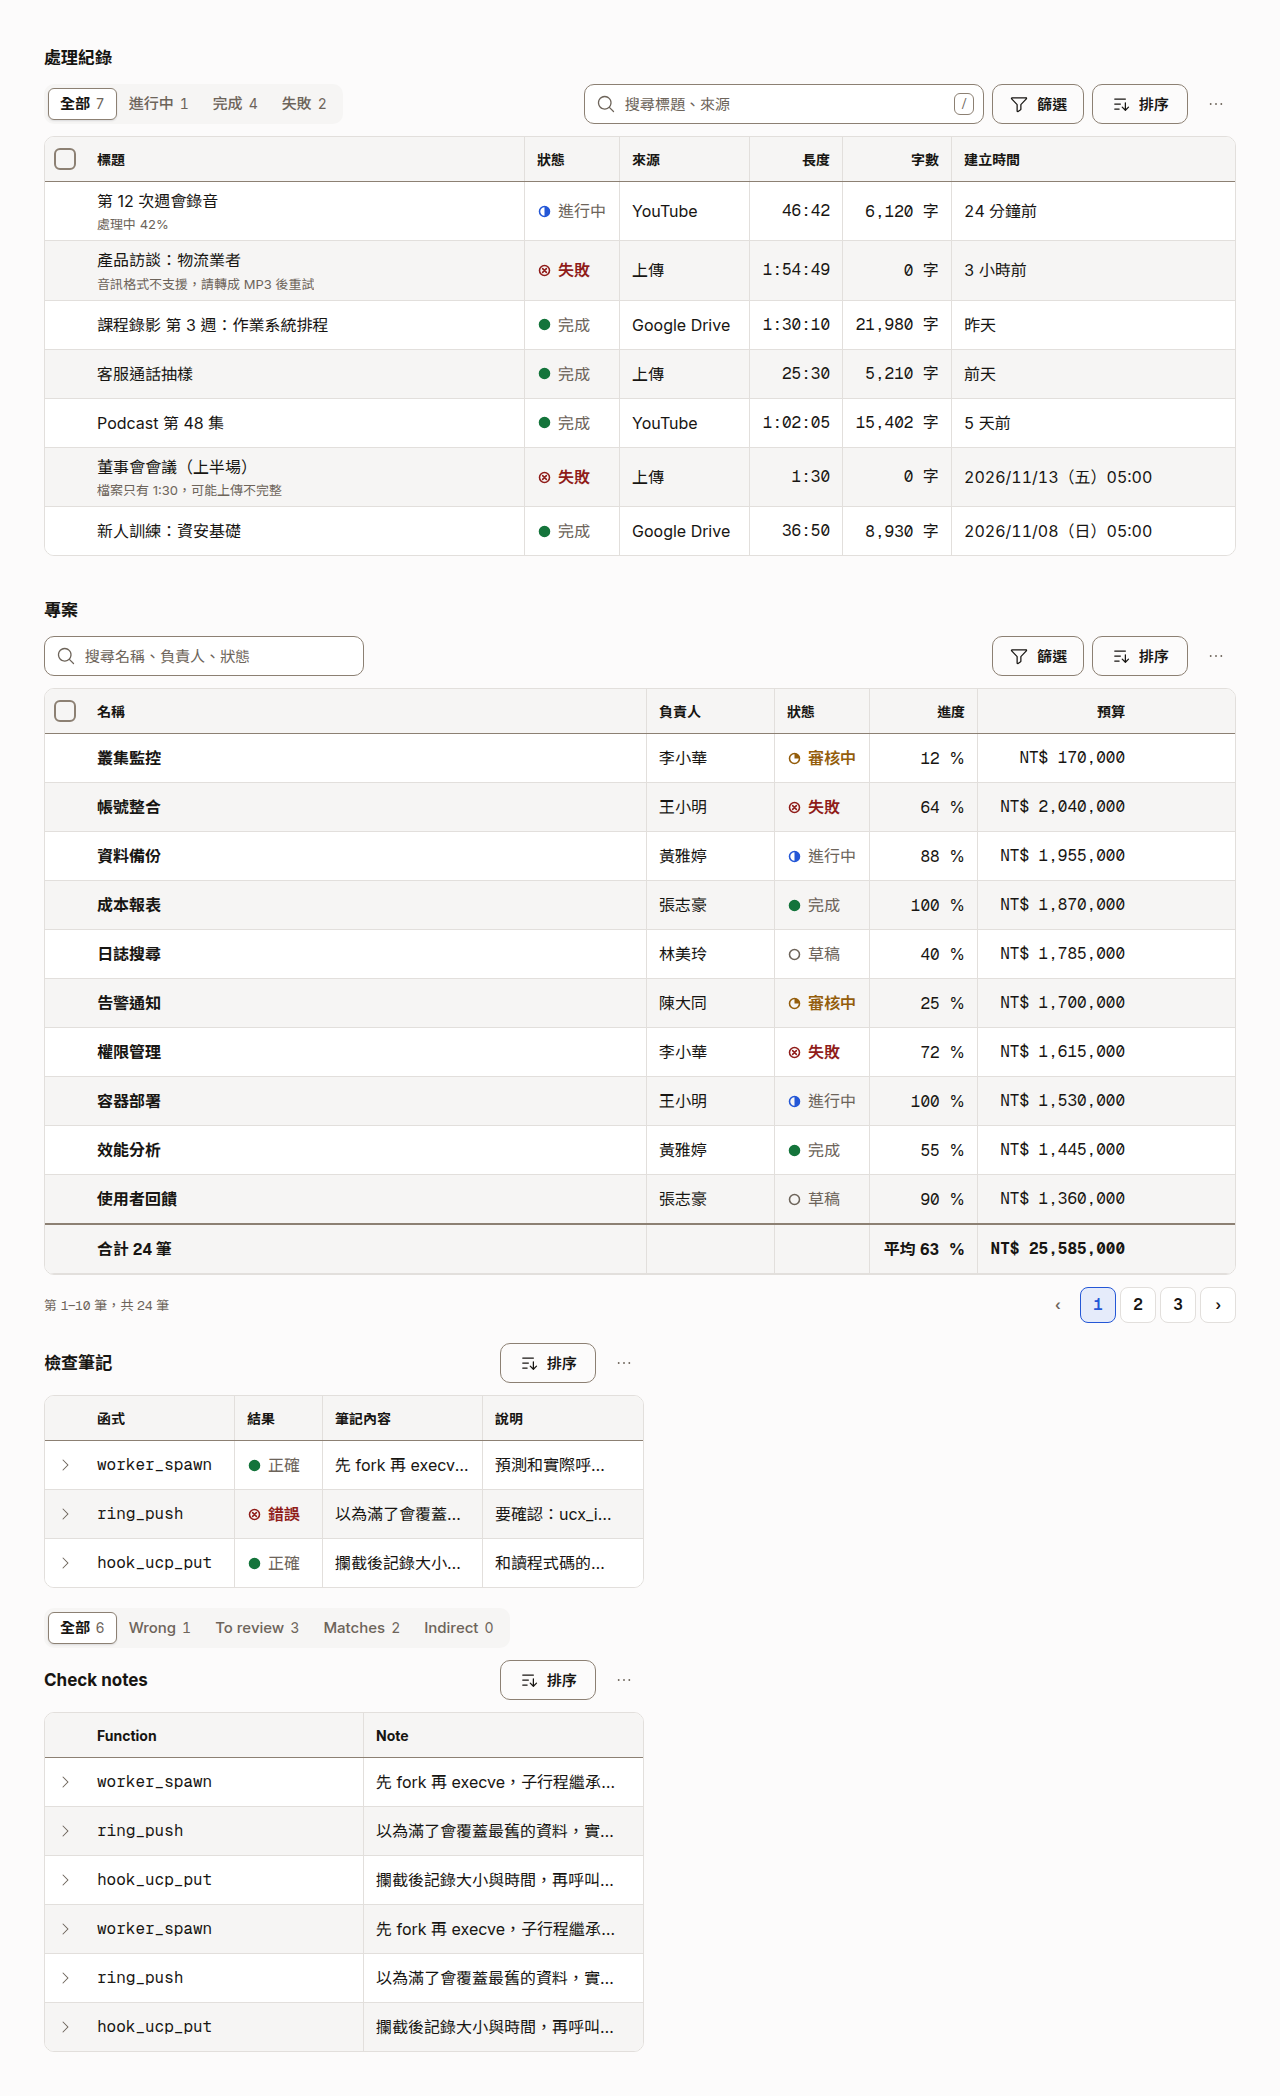 處理紀錄
全部 7 進行中 1 完成 4 失敗 2 搜尋標題、來源 / 篩選 排序 ···
標題 狀態 來源 長度 字數 建立時間
第 12 次週會錄音
處理中 42%
進行中 YouTube 46:42 6,120 字 24 分鐘前
產品訪談：物流業者
音訊格式不支援，請轉成 MP3 後重試
失敗 上傳 1:54:49 0 字 3 小時前
課程錄影 第 3 週：作業系統排程 完成 Google Drive 1:30:10 21,980 字 昨天
客服通話抽樣 完成 上傳 25:30 5,210 字 前天
Podcast 第 48 集 完成 YouTube 1:02:05 15,402 字 5 天前
董事會會議（上半場）
檔案只有 1:30，可能上傳不完整
失敗 上傳 1:30 0 字 2026/11/13（五）05:00
新人訓練：資安基礎 完成 Google Drive 36:50 8,930 字 2026/11/08（日）05:00
專案
搜尋名稱、負責人、狀態 篩選 排序 ···
名稱 負責人 狀態 進度 預算
叢集監控 李小華 審核中 12 % NT$ 170,000
帳號整合 王小明 失敗 64 % NT$ 2,040,000
資料備份 黃雅婷 進行中 88 % NT$ 1,955,000
成本報表 張志豪 完成 100 % NT$ 1,870,000
日誌搜尋 林美玲 草稿 40 % NT$ 1,785,000
告警通知 陳大同 審核中 25 % NT$ 1,700,000
權限管理 李小華 失敗 72 % NT$ 1,615,000
容器部署 王小明 進行中 100 % NT$ 1,530,000
效能分析 黃雅婷 完成 55 % NT$ 1,445,000
使用者回饋 張志豪 草稿 90 % NT$ 1,360,000
合計 24 筆 平均 63 % NT$ 25,585,000
第 1–10 筆，共 24 筆 ‹ 1 2 3 ›
檢查筆記 排序 ···
函式 結果 筆記內容 說明
worker_spawn 正確 先 fork 再 execv... 預測和實際呼...
ring_push 錯誤 以為滿了會覆蓋... 要確認：ucx_i...
hook_ucp_put 正確 攔截後記錄大小... 和讀程式碼的...
全部 6 Wrong 1 To review 3 Matches 2 Indirect 0
Check notes 排序 ···
Function Note
worker_spawn 先 fork 再 execve，子行程繼承...
ring_push 以為滿了會覆蓋最舊的資料，實...
hook_ucp_put 攔截後記錄大小與時間，再呼叫...
worker_spawn 先 fork 再 execve，子行程繼承...
ring_push 以為滿了會覆蓋最舊的資料，實...
hook_ucp_put 攔截後記錄大小與時間，再呼叫...